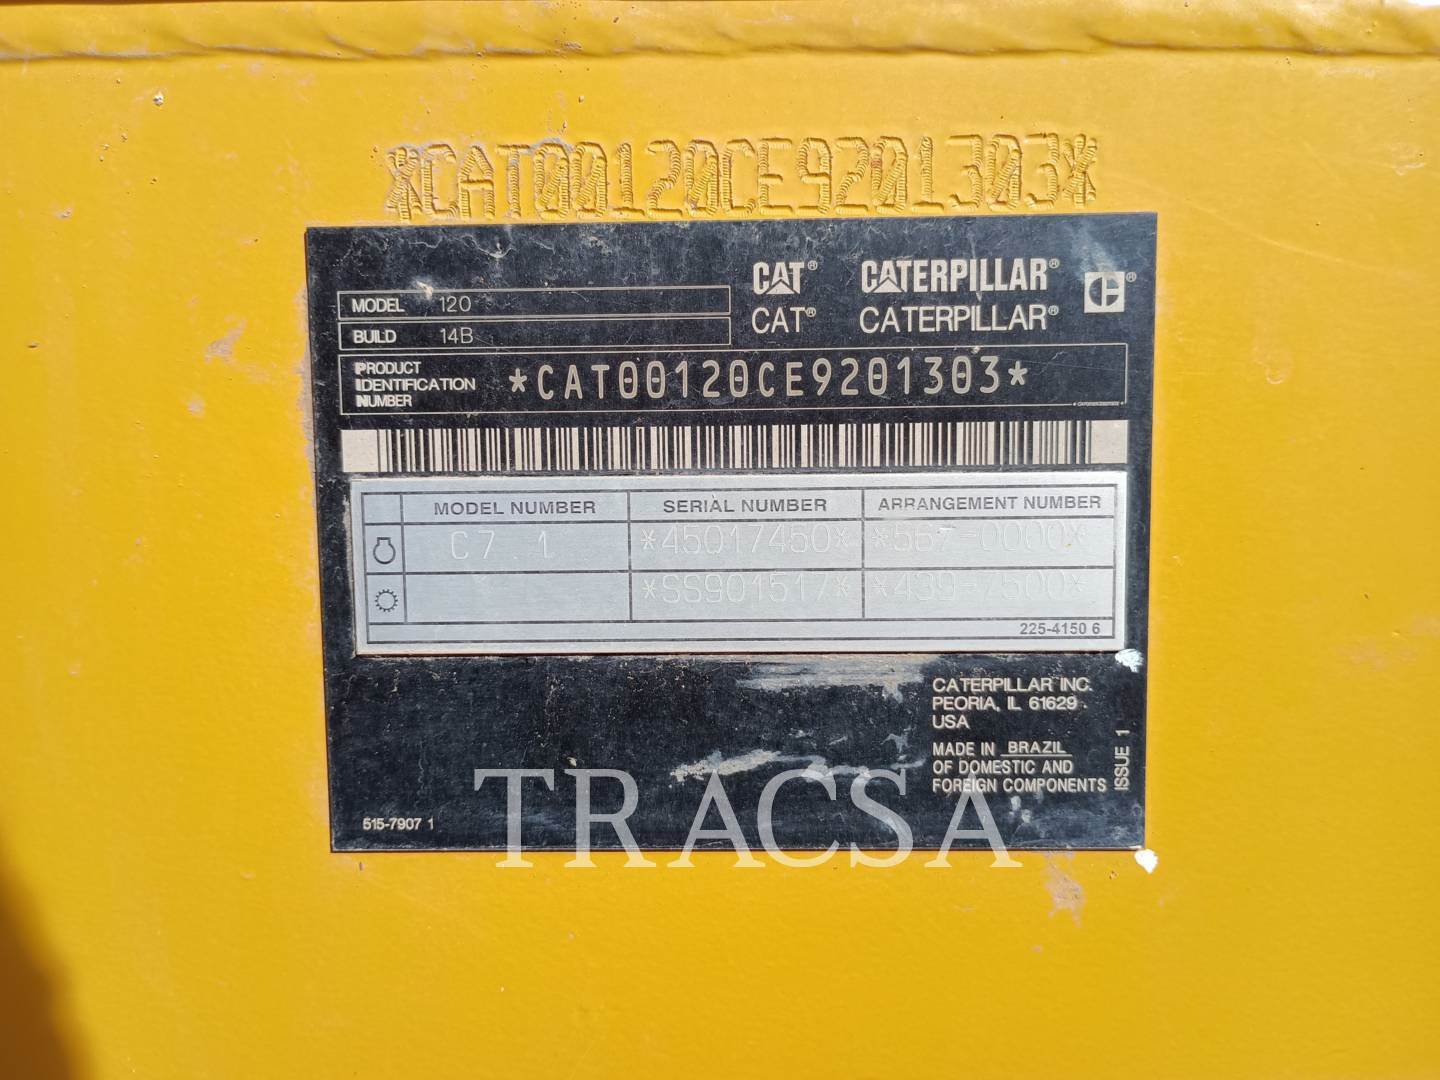 *CAT00120CE9201303*
CAT® CATERPILLAR®
CAT® CATERPILLAR®
MODEL 120
BUILD 14B
PRODUCT IDENTIFICATION NUMBER *CAT00120CE9201303*
MODEL NUMBER SERIAL NUMBER ARRANGEMENT NUMBER
C7.1 *45017450* *567-0000*
*SS901517* *439-7500*
225-4150 6
CATERPILLAR INC.
PEORIA, IL 61629
USA
MADE IN BRAZIL
OF DOMESTIC AND
FOREIGN COMPONENTS
ISSUE 1
515-7907 1
TRACSA